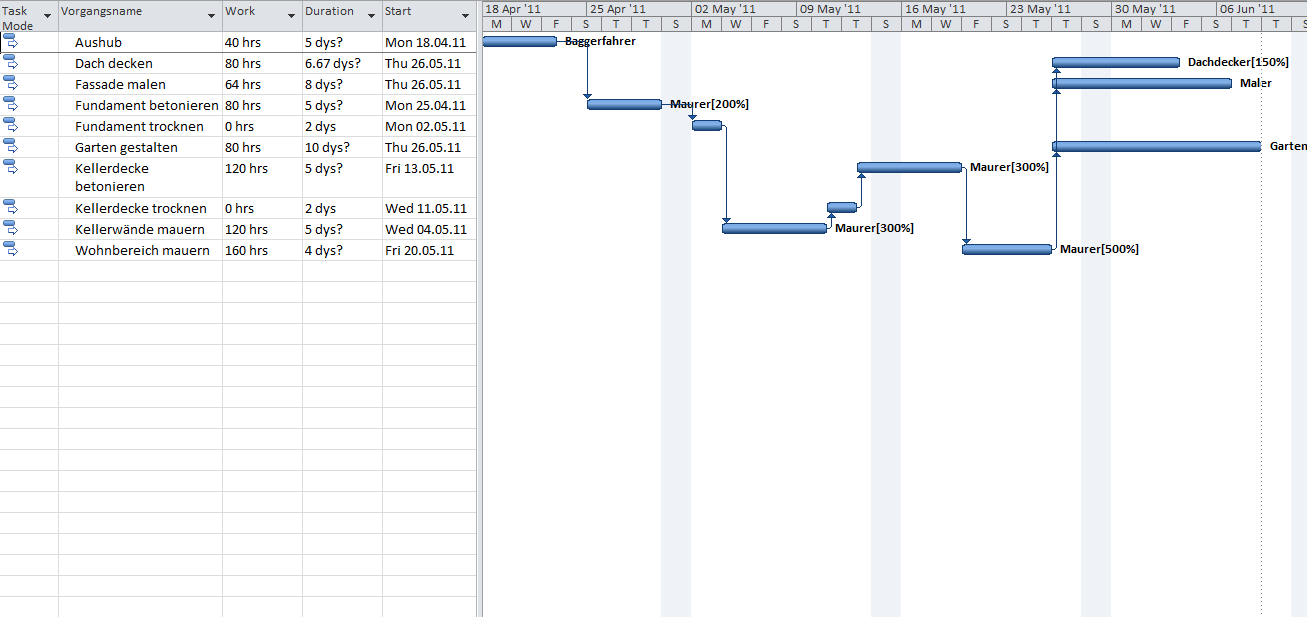 Task Mode Vorgangsname Work Duration Start
18 Apr '11 25 Apr '11 02 May '11 09 May '11 16 May '11 23 May '11 30 May '11 06 Jun '11
M W F S T T S M W F S T T S M W F S T T S M W F S T T S
Aushub 40 hrs 5 dys? Mon 18.04.11 Baggerfahrer
Dach decken 80 hrs 6.67 dys? Thu 26.05.11 Dachdecker[150%]
Fassade malen 64 hrs 8 dys? Thu 26.05.11 Maler
Fundament betonieren 80 hrs 5 dys? Mon 25.04.11 Maurer[200%]
Fundament trocknen 0 hrs 2 dys Mon 02.05.11
Garten gestalten 80 hrs 10 dys? Thu 26.05.11 Garten
Kellerdecke betonieren 120 hrs 5 dys? Fri 13.05.11 Maurer[300%]
Kellerdecke trocknen 0 hrs 2 dys Wed 11.05.11
Kellerwände mauern 120 hrs 5 dys? Wed 04.05.11 Maurer[300%]
Wohnbereich mauern 160 hrs 4 dys? Fri 20.05.11 Maurer[500%]